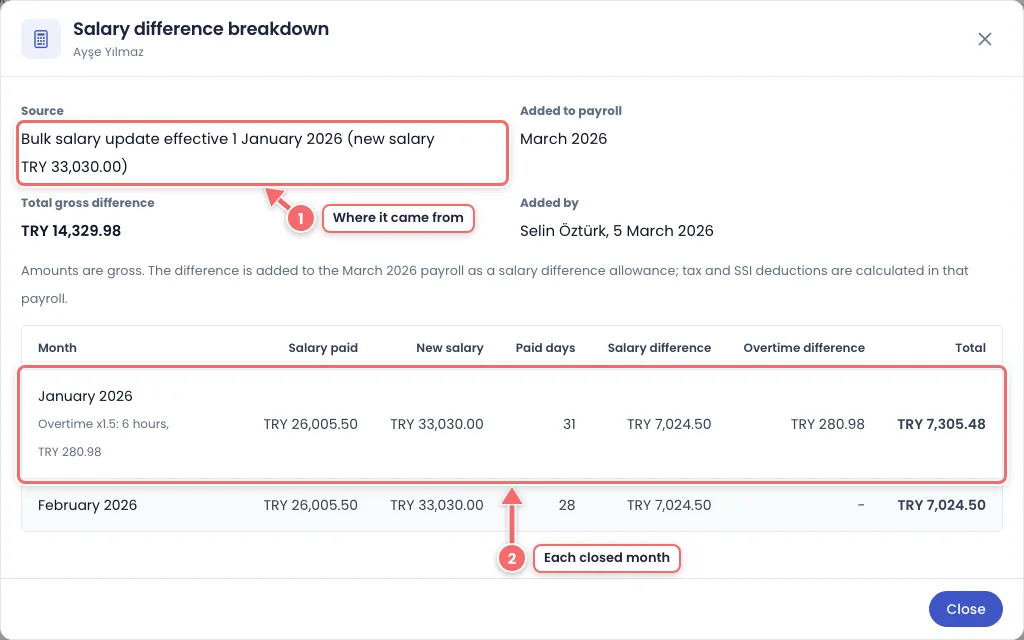 Salary difference breakdown
Ayşe Yılmaz
Source
Added to payroll
Bulk salary update effective 1 January 2026 (new salary
TRY 33,030.00)
March 2026
Total gross difference
Added by
1
Where it came from
TRY 14,329.98
Selin Öztürk, 5 March 2026
Amounts are gross. The difference is added to the March 2026 payroll as a salary difference allowance; tax and SSI deductions are calculated in that
payroll.
Month Salary paid New salary Paid days Salary difference Overtime difference Total
January 2026
Overtime x1.5: 6 hours,
TRY 280.98
TRY 26,005.50 TRY 33,030.00 31 TRY 7,024.50 TRY 280.98 TRY 7,305.48
February 2026 TRY 26,005.50 TRY 33,030.00 28 TRY 7,024.50 - TRY 7,024.50
2
Each closed month
Close